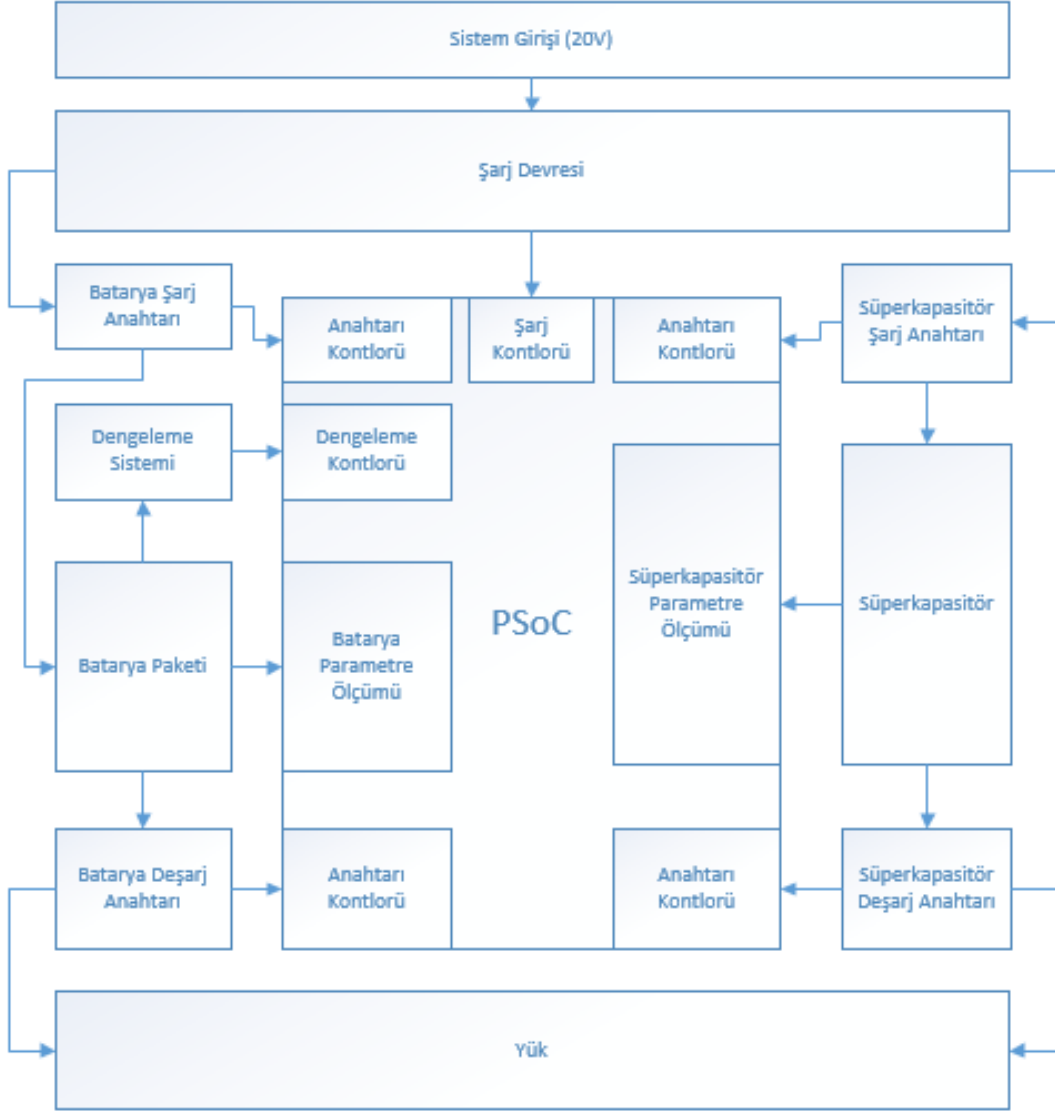 Sistem Girişi (20V)
Şarj Devresi
Batarya Şarj
Anahtarı
Anahtarı
Kontlorü
Şarj
Kontlorü
Anahtarı
Kontlorü
Süperkapasitör
Şarj Anahtarı
Dengeleme
Sistemi
Dengeleme
Kontlorü
Batarya Paketi
Batarya
Parametre
Ölçümü
PSoC
Süperkapasitör
Parametre
Ölçümü
Süperkapasitör
Batarya Deşarj
Anahtarı
Anahtarı
Kontlorü
Anahtarı
Kontlorü
Süperkapasitör
Deşarj Anahtarı
Yük